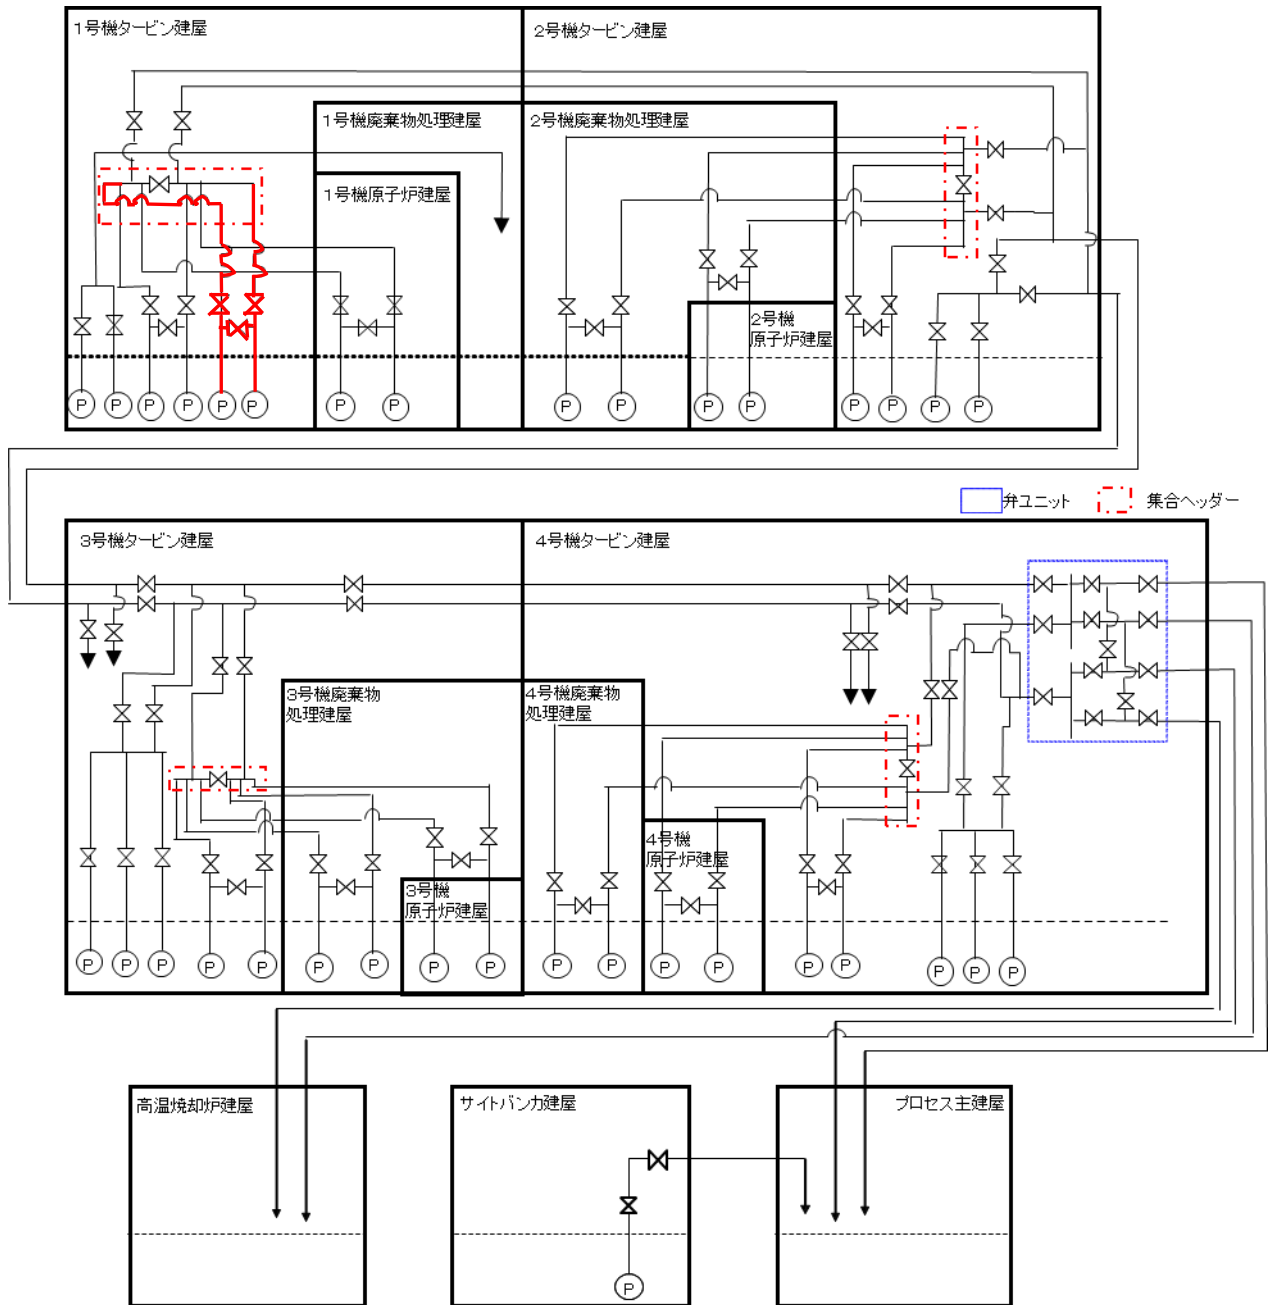 1号機タービン建屋
2号機タービン建屋
1号機廃棄物処理建屋
2号機廃棄物処理建屋
1号機原子炉建屋
2号機
原子炉建屋
P P P P P P P P P P P P P P P P
弁ユニット
集合ヘッダー
3号機タービン建屋
4号機タービン建屋
3号機廃棄物
処理建屋
4号機廃棄物
処理建屋
4号機
原子炉建屋
3号機
原子炉建屋
P P P P P P P P P P P P P P P P P P
高温焼却炉建屋
サイトバンカ建屋
プロセス主建屋
P